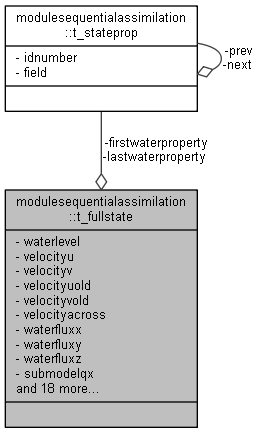 modulesequentialassimilation
::t_stateprop
- idnumber
- field
-prev
-next
-firstwaterproperty
-lastwaterproperty
modulesequentialassimilation
::t_fullstate
- waterlevel
- velocityu
- velocityv
- velocityuold
- velocityvold
- velocityacross
- waterfluxx
- waterfluxy
- waterfluxz
- submodelqx
and 18 more...